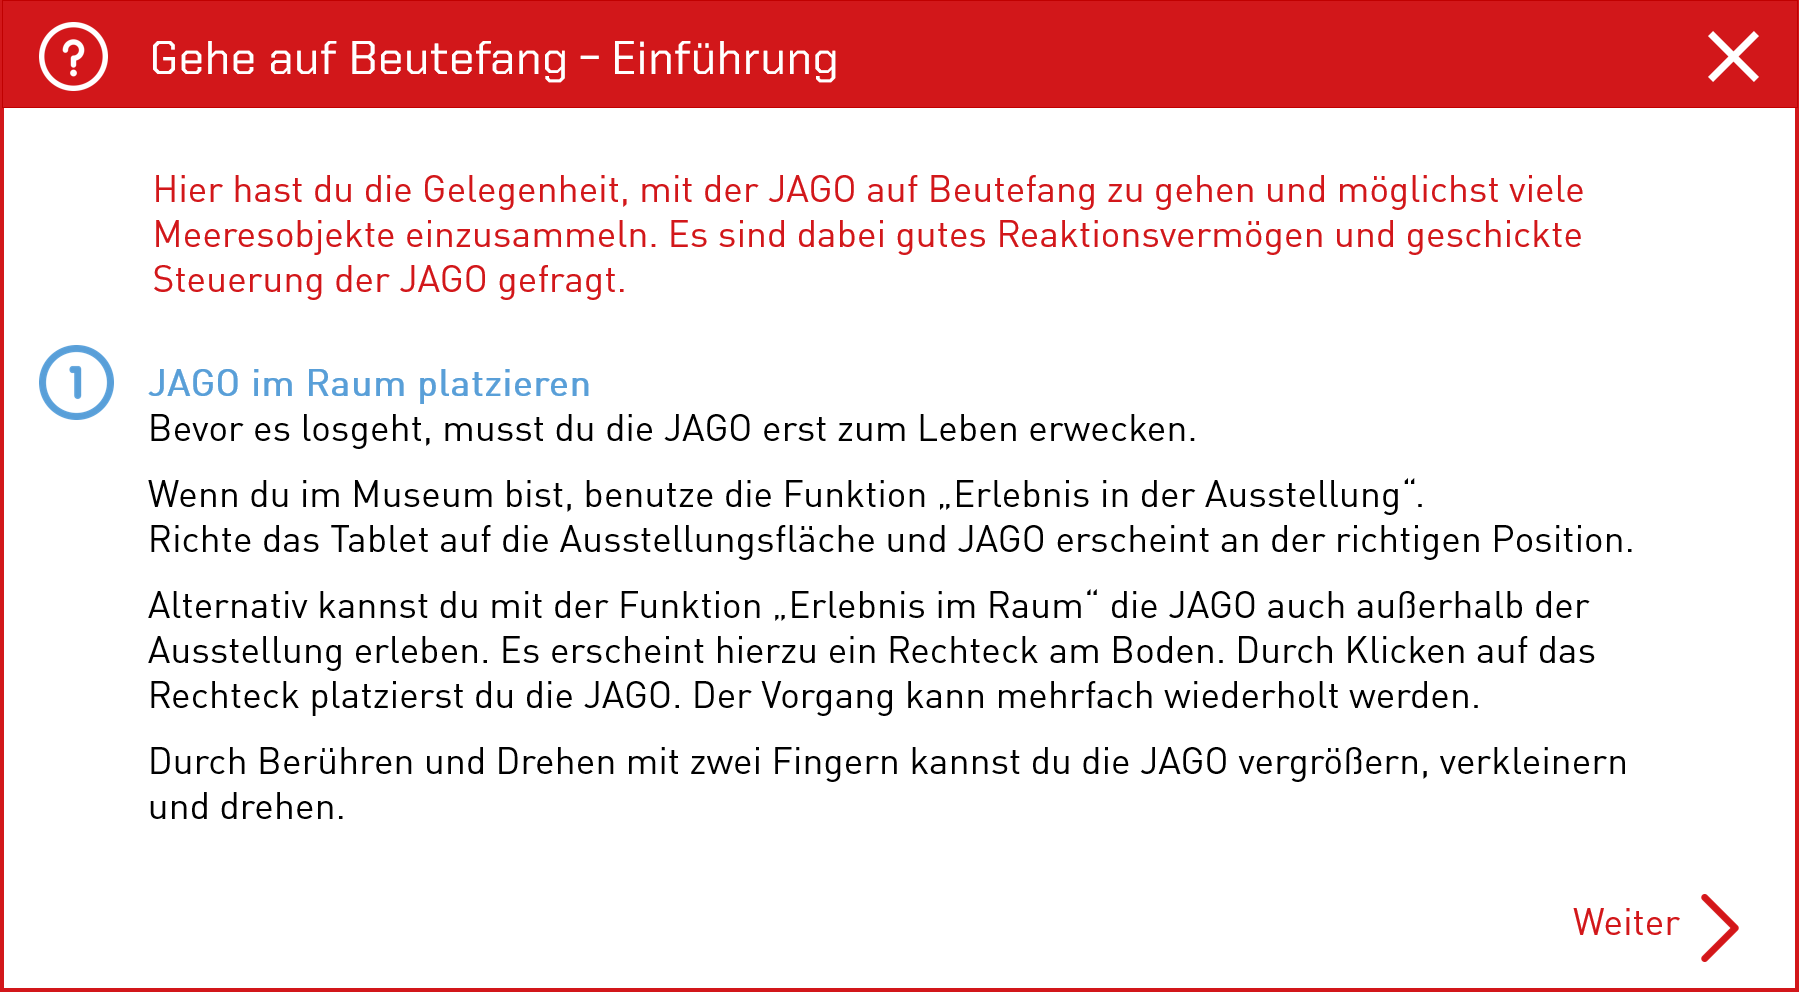 ? Gehe auf Beutefang – Einführung
Hier hast du die Gelegenheit, mit der JAGO auf Beutefang zu gehen und möglichst viele
Meeresobjekte einzusammeln. Es sind dabei gutes Reaktionsvermögen und geschickte
Steuerung der JAGO gefragt.
1 JAGO im Raum platzieren
Bevor es losgeht, musst du die JAGO erst zum Leben erwecken.
Wenn du im Museum bist, benutze die Funktion „Erlebnis in der Ausstellung“.
Richte das Tablet auf die Ausstellungsfläche und JAGO erscheint an der richtigen Position.
Alternativ kannst du mit der Funktion „Erlebnis im Raum“ die JAGO auch außerhalb der
Ausstellung erleben. Es erscheint hierzu ein Rechteck am Boden. Durch Klicken auf das
Rechteck platzierst du die JAGO. Der Vorgang kann mehrfach wiederholt werden.
Durch Berühren und Drehen mit zwei Fingern kannst du die JAGO vergrößern, verkleinern
und drehen.
Weiter